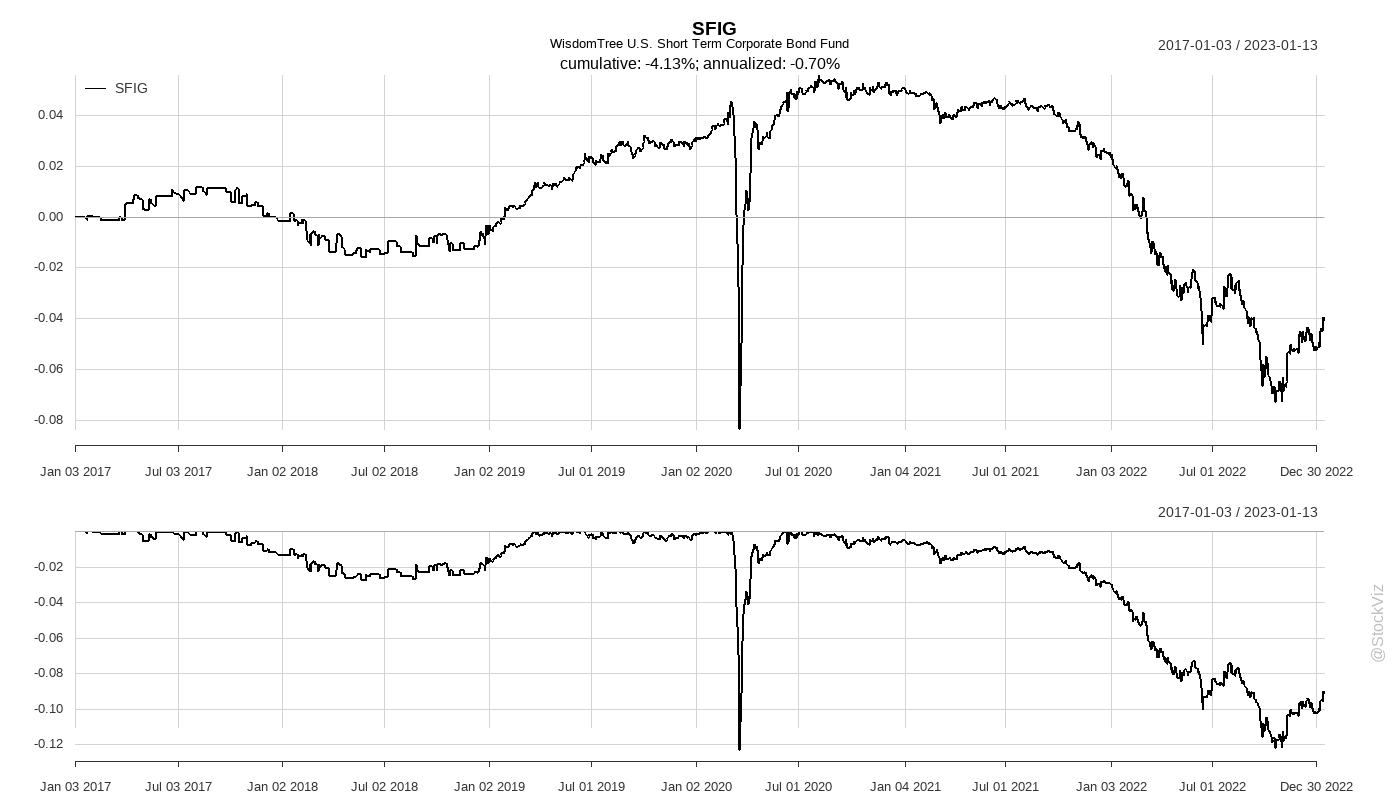 SFIG
WisdomTree U.S. Short Term Corporate Bond Fund
2017-01-03 / 2023-01-13
cumulative: -4.13%; annualized: -0.70%
SFIG
0.04
0.02
0.00
-0.02
-0.04
-0.06
-0.08
Jan 03 2017 Jul 03 2017 Jan 02 2018 Jul 02 2018 Jan 02 2019 Jul 01 2019 Jan 02 2020 Jul 01 2020 Jan 04 2021 Jul 01 2021 Jan 03 2022 Jul 01 2022 Dec 30 2022
2017-01-03 / 2023-01-13
-0.02
-0.04
-0.06
-0.08
-0.10
-0.12
Jan 03 2017 Jul 03 2017 Jan 02 2018 Jul 02 2018 Jan 02 2019 Jul 01 2019 Jan 02 2020 Jul 01 2020 Jan 04 2021 Jul 01 2021 Jan 03 2022 Jul 01 2022 Dec 30 2022
@StockViz